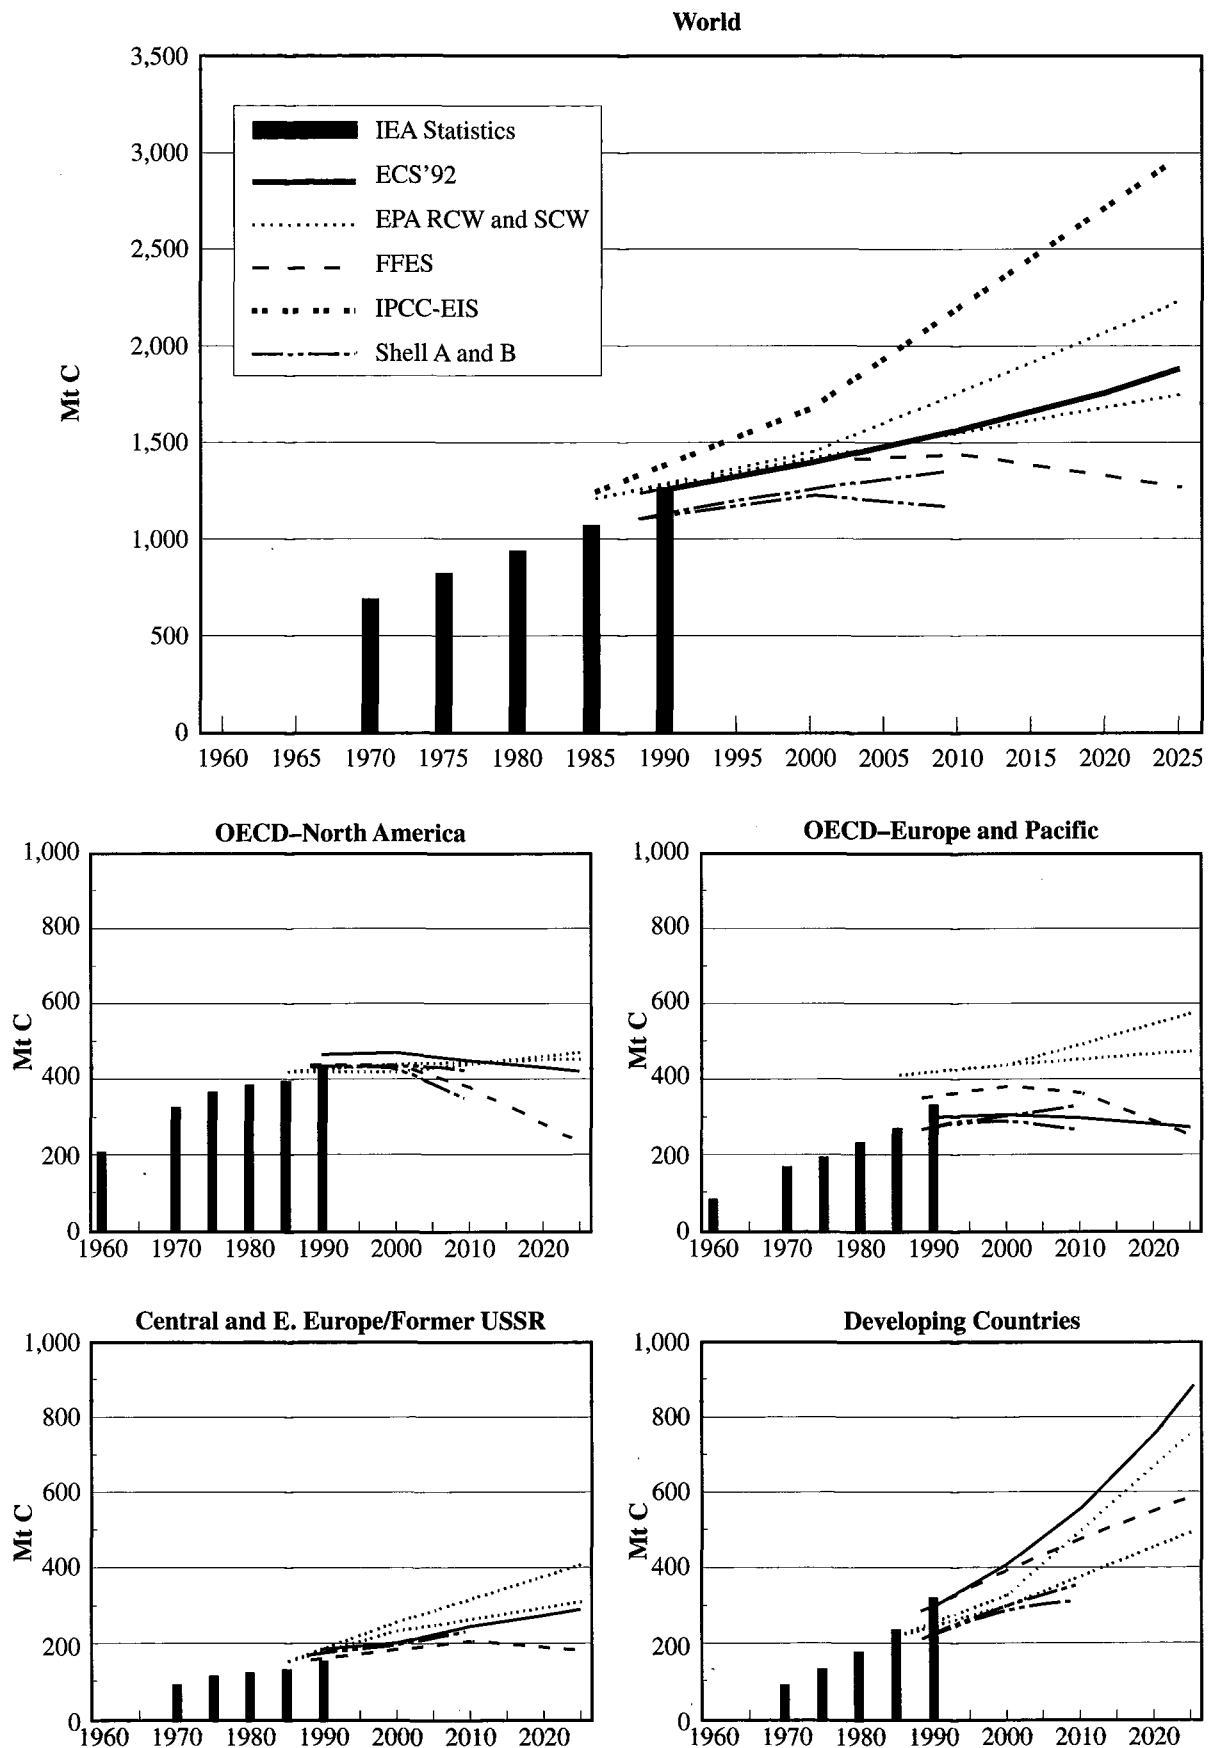 World
3,500
3,000
2,500
2,000
1,500
1,000
500
0
Mt C
IEA Statistics
ECS'92
EPA RCW and SCW
FFES
IPCC-EIS
Shell A and B
1960 1965 1970 1975 1980 1985 1990 1995 2000 2005 2010 2015 2020 2025
OECD–North America
1,000
800
600
400
200
0
Mt C
1960 1970 1980 1990 2000 2010 2020
OECD–Europe and Pacific
1,000
800
600
400
200
0
Mt C
1960 1970 1980 1990 2000 2010 2020
Central and E. Europe/Former USSR
1,000
800
600
400
200
0
Mt C
1960 1970 1980 1990 2000 2010 2020
Developing Countries
1,000
800
600
400
200
0
Mt C
1960 1970 1980 1990 2000 2010 2020